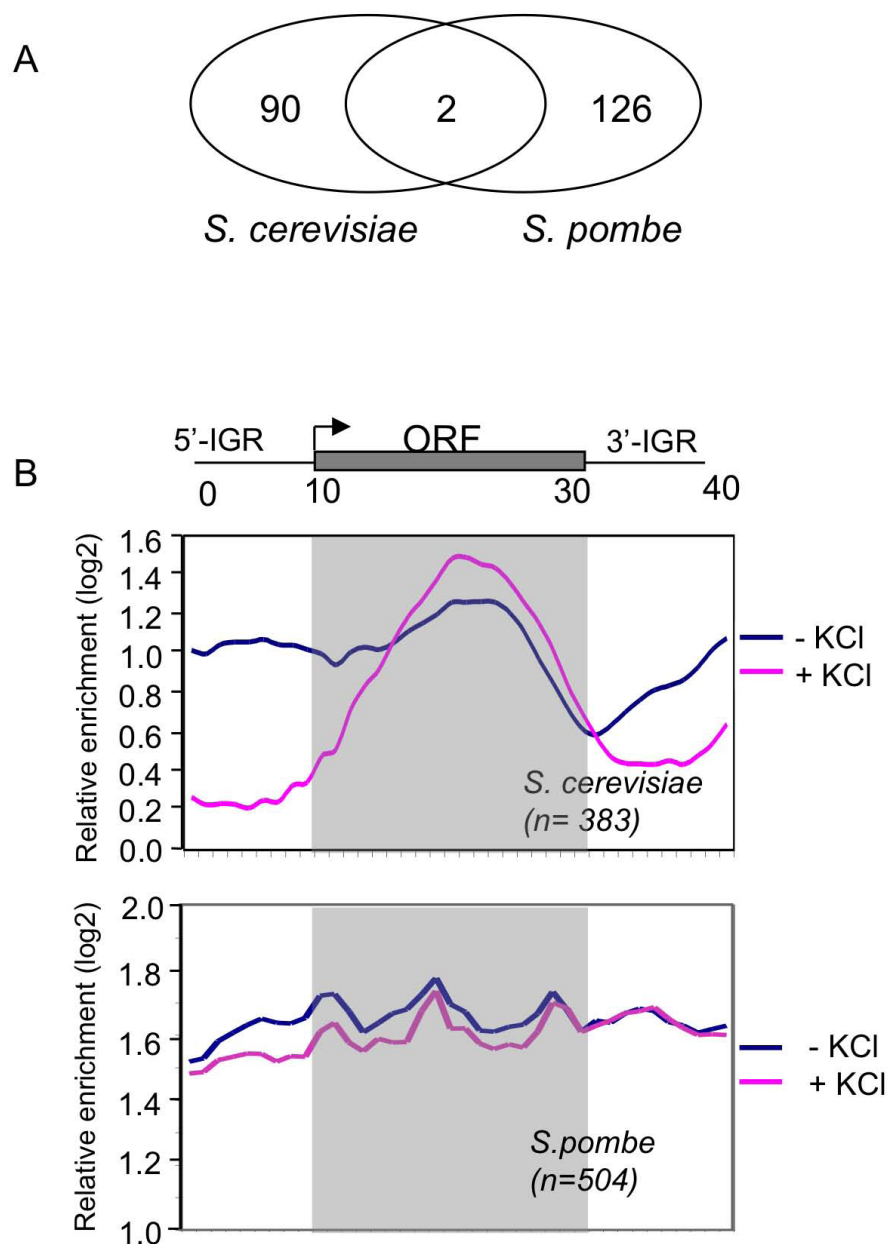 A
90 2 126
S. cerevisiae S. pombe
B
5’-IGR ORF 3’-IGR
0 10 30 40
Relative enrichment (log2)
1.6
1.4
1.2
1.0
0.8
0.6
0.4
0.2
0.0
S. cerevisiae
(n= 383)
- KCl
+ KCl
Relative enrichment (log2)
2.0
1.8
1.6
1.4
1.2
1.0
S.pombe
(n=504)
- KCl
+ KCl